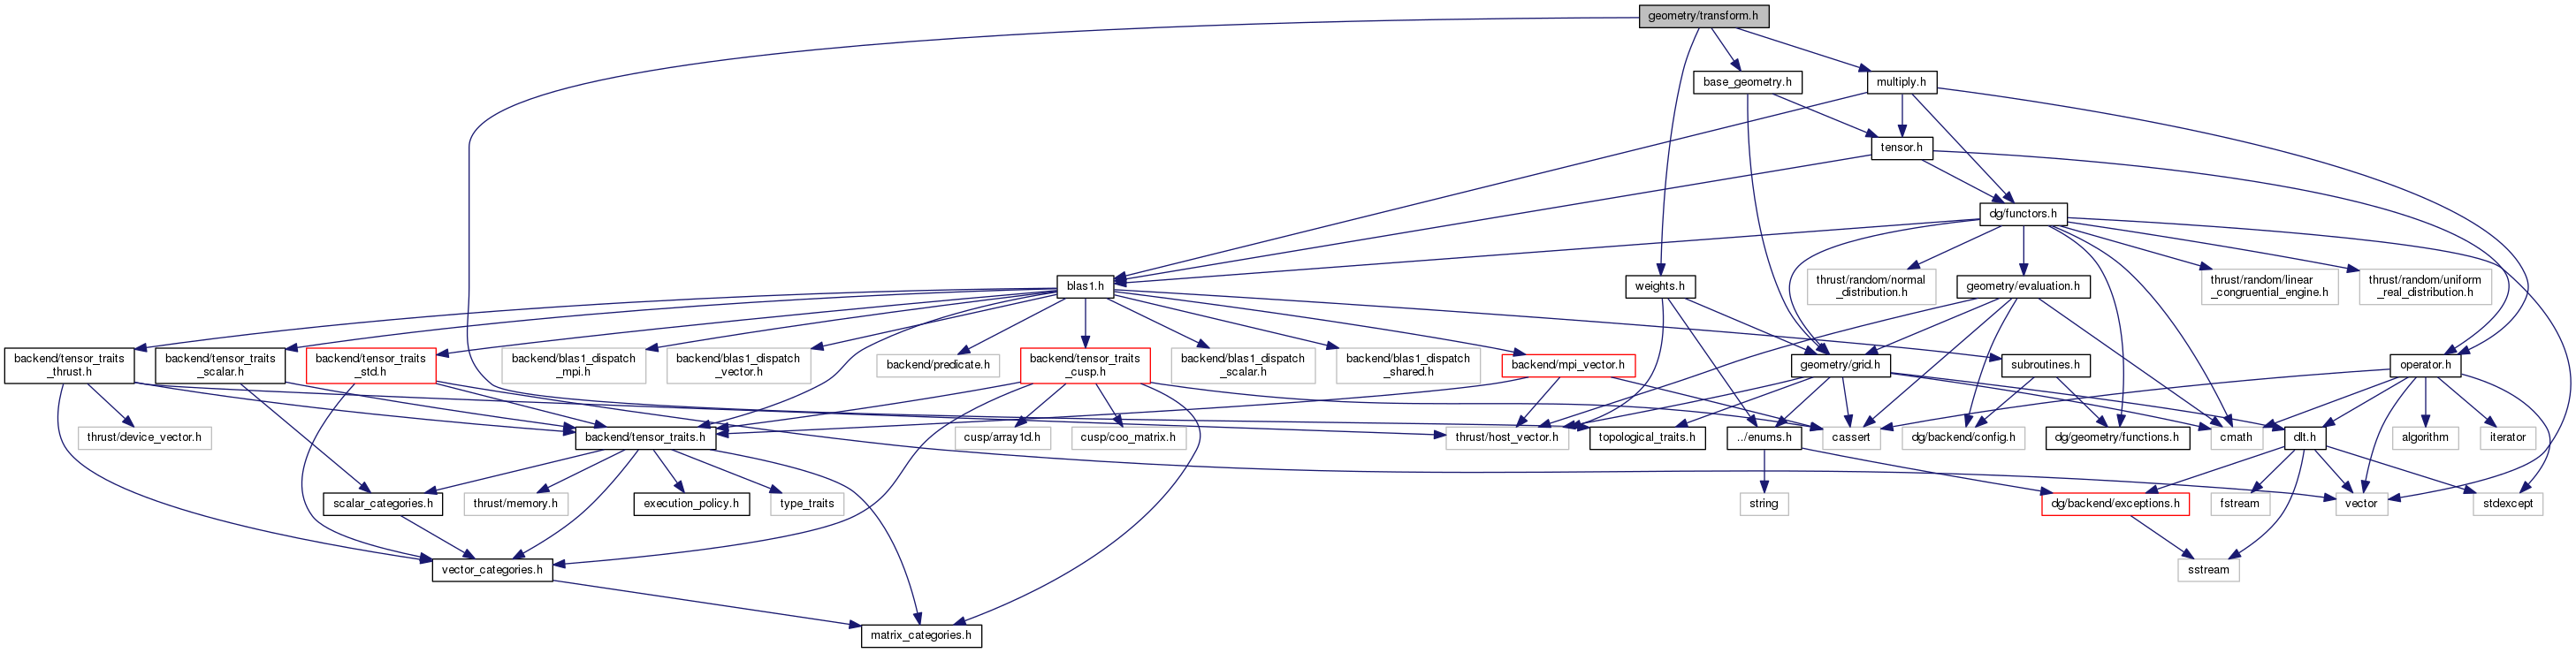 geometry/transform.h
base_geometry.h
multiply.h
tensor.h
dg/functors.h
blas1.h
weights.h
thrust/random/normal
_distribution.h
geometry/evaluation.h
thrust/random/linear
_congruential_engine.h
thrust/random/uniform
_real_distribution.h
backend/tensor_traits
_thrust.h
backend/tensor_traits
_scalar.h
backend/tensor_traits
_std.h
backend/blas1_dispatch
_mpi.h
backend/blas1_dispatch
_vector.h
backend/predicate.h
backend/tensor_traits
_cusp.h
backend/blas1_dispatch
_scalar.h
backend/blas1_dispatch
_shared.h
backend/mpi_vector.h
geometry/grid.h
subroutines.h
operator.h
thrust/device_vector.h
backend/tensor_traits.h
cusp/array1d.h
cusp/coo_matrix.h
thrust/host_vector.h
topological_traits.h
../enums.h
cassert
dg/backend/config.h
dg/geometry/functions.h
cmath
dlt.h
algorithm
iterator
scalar_categories.h
thrust/memory.h
execution_policy.h
type_traits
string
dg/backend/exceptions.h
fstream
vector
stdexcept
vector_categories.h
sstream
matrix_categories.h